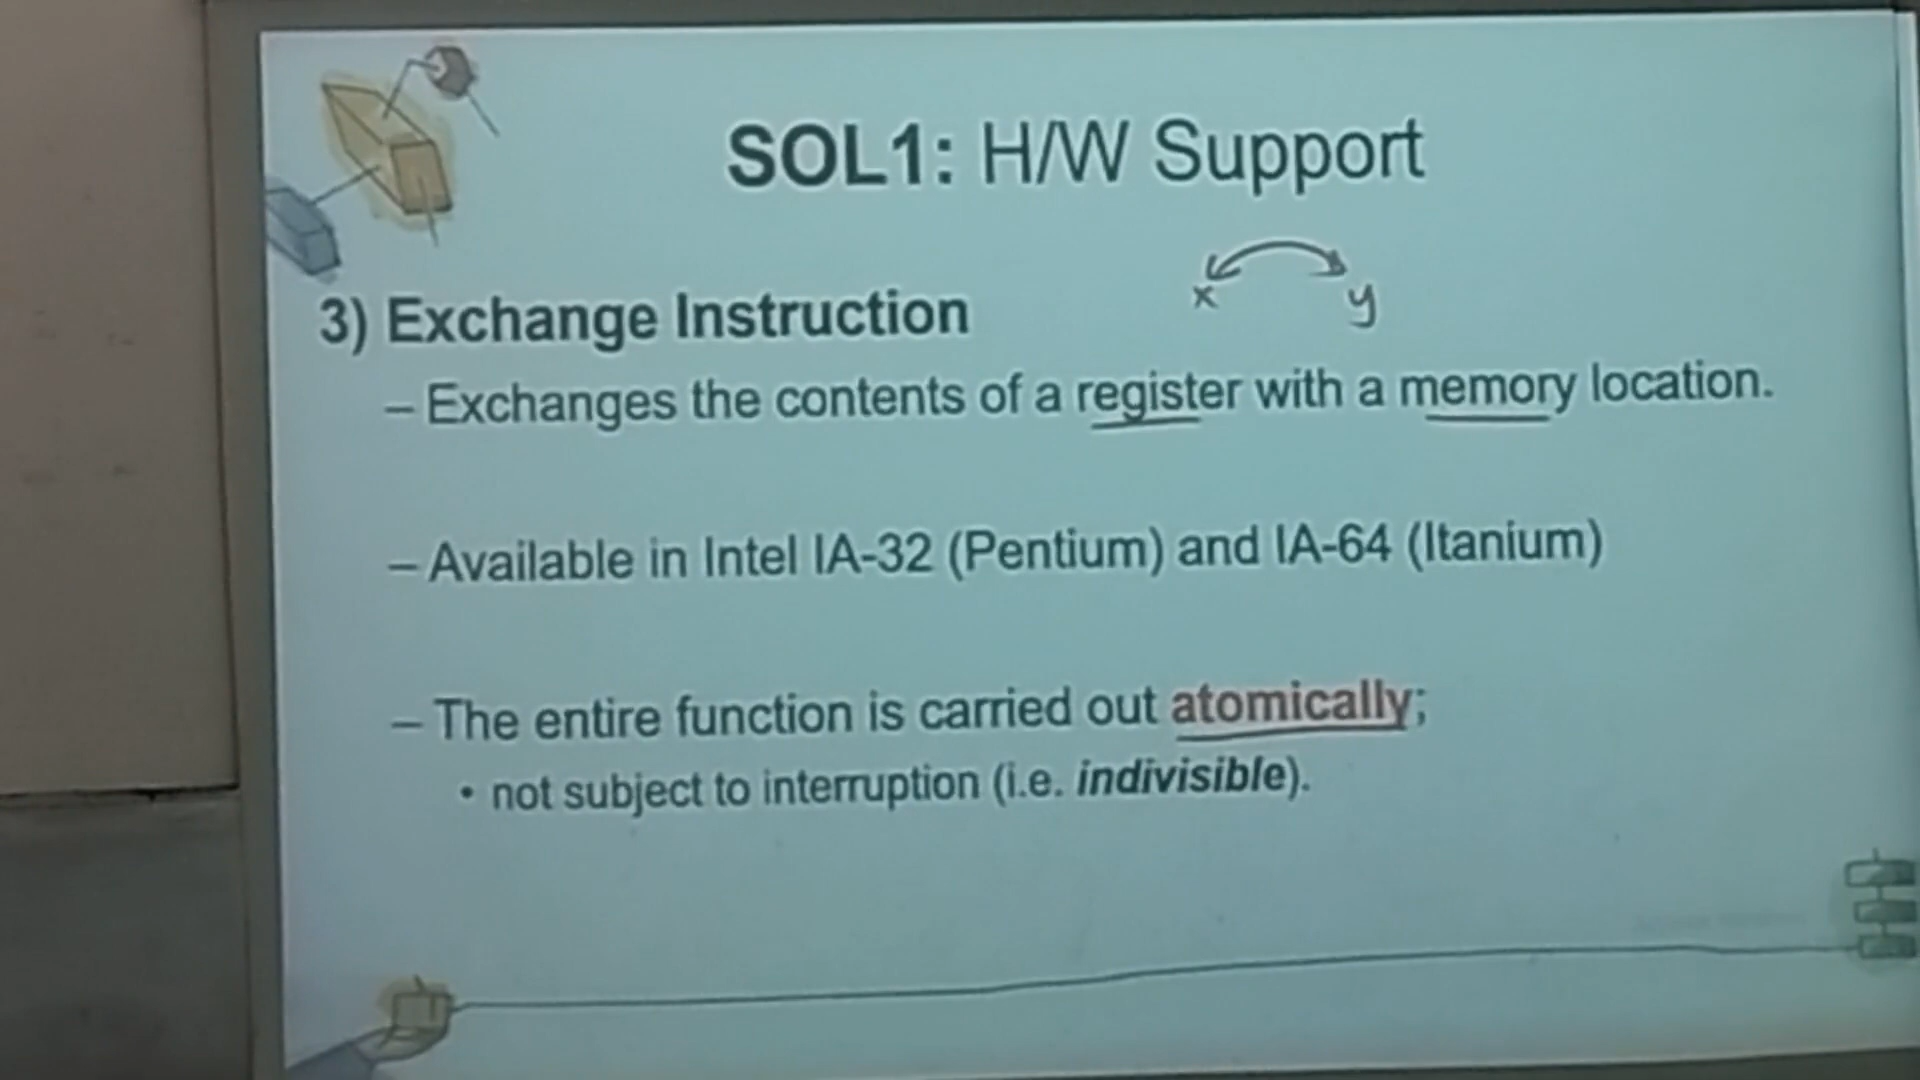 SOL1: H/W Support
x y
3) Exchange Instruction
– Exchanges the contents of a register with a memory location.
– Available in Intel IA-32 (Pentium) and IA-64 (Itanium)
– The entire function is carried out atomically;
• not subject to interruption (i.e. indivisible).